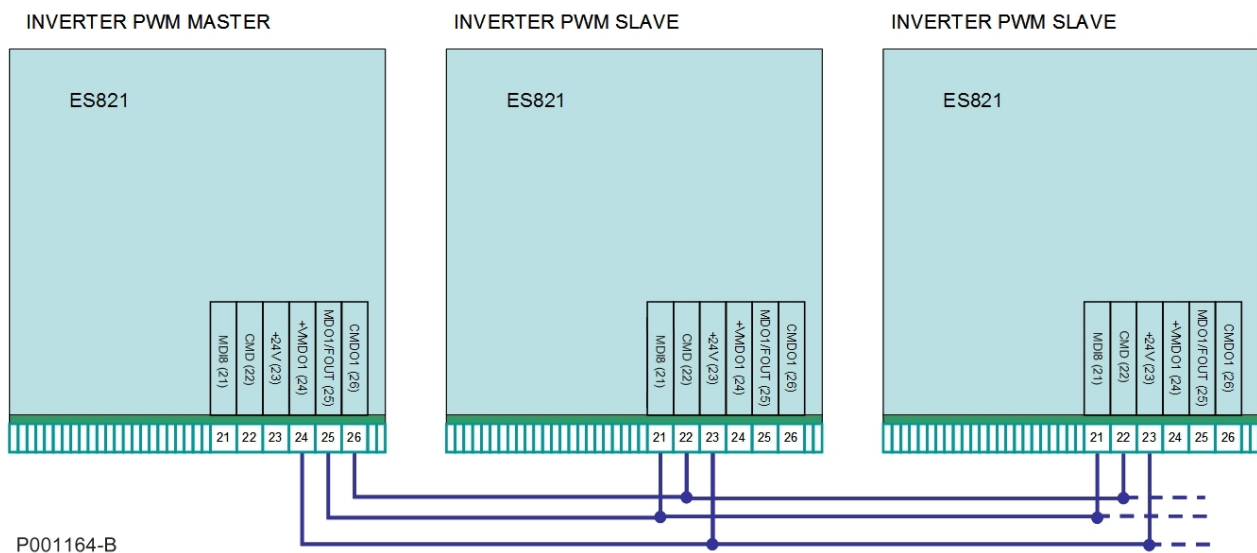 INVERTER PWM MASTER
INVERTER PWM SLAVE
INVERTER PWM SLAVE
ES821
ES821
ES821
MDI8 (21)
CMD (22)
+24V (23)
+VMDO1 (24)
MDO1/FOUT (25)
CMDO1 (26)
MDI8 (21)
CMD (22)
+24V (23)
+VMDO1 (24)
MDO1/FOUT (25)
CMDO1 (26)
MDI8 (21)
CMD (22)
+24V (23)
+VMDO1 (24)
MDO1/FOUT (25)
CMDO1 (26)
21 22 23 24 25 26
21 22 23 24 25 26
21 22 23 24 25 26
P001164-B